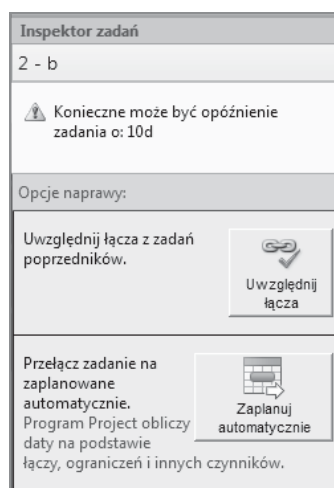 Inspektor zadań
2 - b
Konieczne może być opóźnienie
zadania o: 10d
Opcje naprawy:
Uwzględnij łącza z zadań
poprzedników.
Uwzględnij
łącza
Przełącz zadanie na
zaplanowane
automatycznie.
Program Project obliczy
daty na podstawie
łączy, ograniczeń i innych czynników.
Zaplanuj
automatycznie